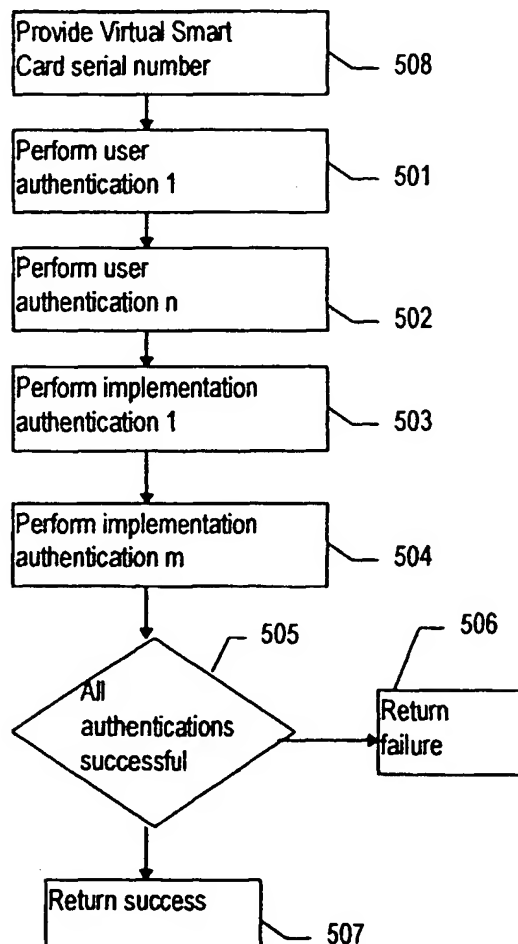 Provide Virtual Smart
Card serial number
508
Perform user
authentication 1
501
Perform user
authentication n
502
Perform implementation
authentication 1
503
Perform implementation
authentication m
504
505
All
authentications
successful
506
Return
failure
Return success
507